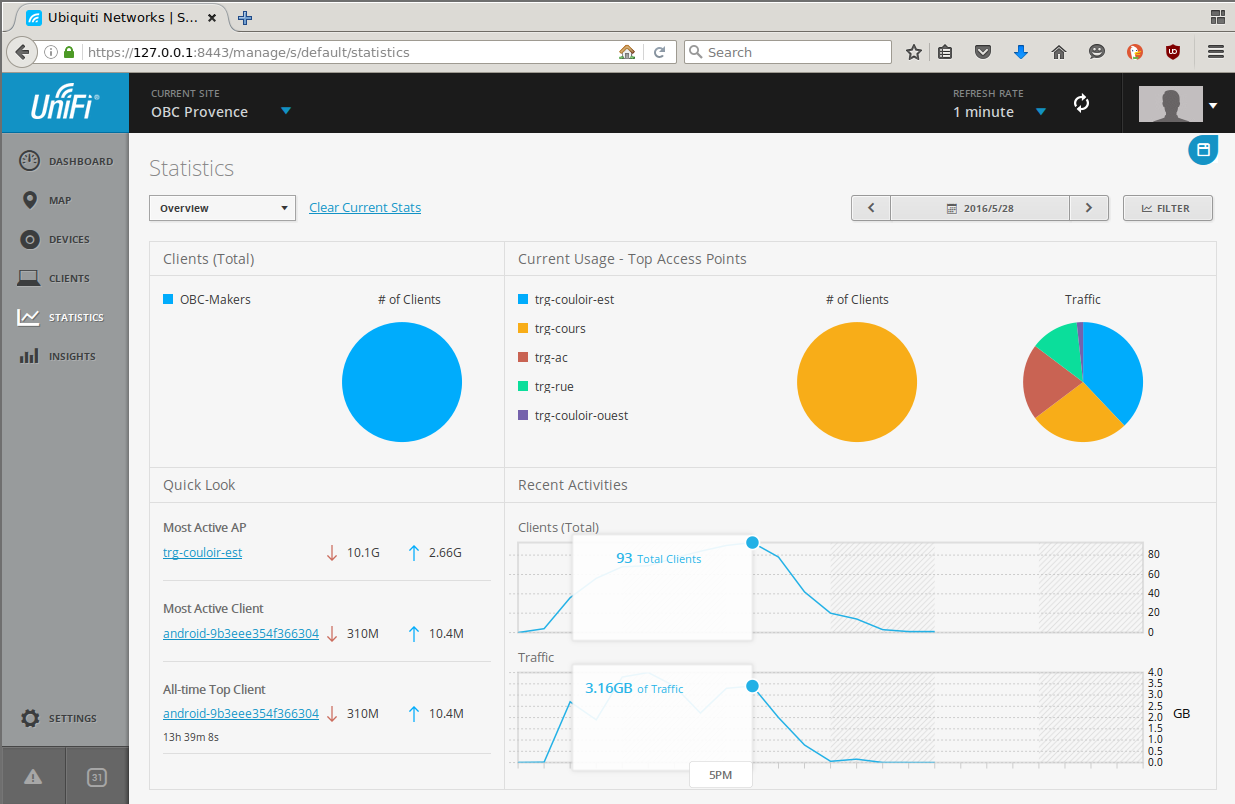 Ubiquiti Networks | S...
https://127.0.0.1:8443/manage/s/default/statistics
Search
UniFi
CURRENT SITE
OBC Provence
REFRESH RATE
1 minute
DASHBOARD
MAP
DEVICES
CLIENTS
STATISTICS
INSIGHTS
SETTINGS
31
Statistics
Overview
Clear Current Stats
2016/5/28
FILTER
Clients (Total)
OBC-Makers
# of Clients
Current Usage - Top Access Points
trg-couloir-est
trg-cours
trg-ac
trg-rue
trg-couloir-ouest
# of Clients
Traffic
Quick Look
Most Active AP
trg-couloir-est 10.1G 2.66G
Most Active Client
android-9b3eee354f366304 310M 10.4M
All-time Top Client
android-9b3eee354f366304 310M 10.4M
13h 39m 8s
Recent Activities
Clients (Total)
93 Total Clients
80
60
40
20
0
Traffic
3.16GB of Traffic
4.0
3.5
3.0
2.5
2.0
1.5
1.0
0.5
0.0
GB
5PM